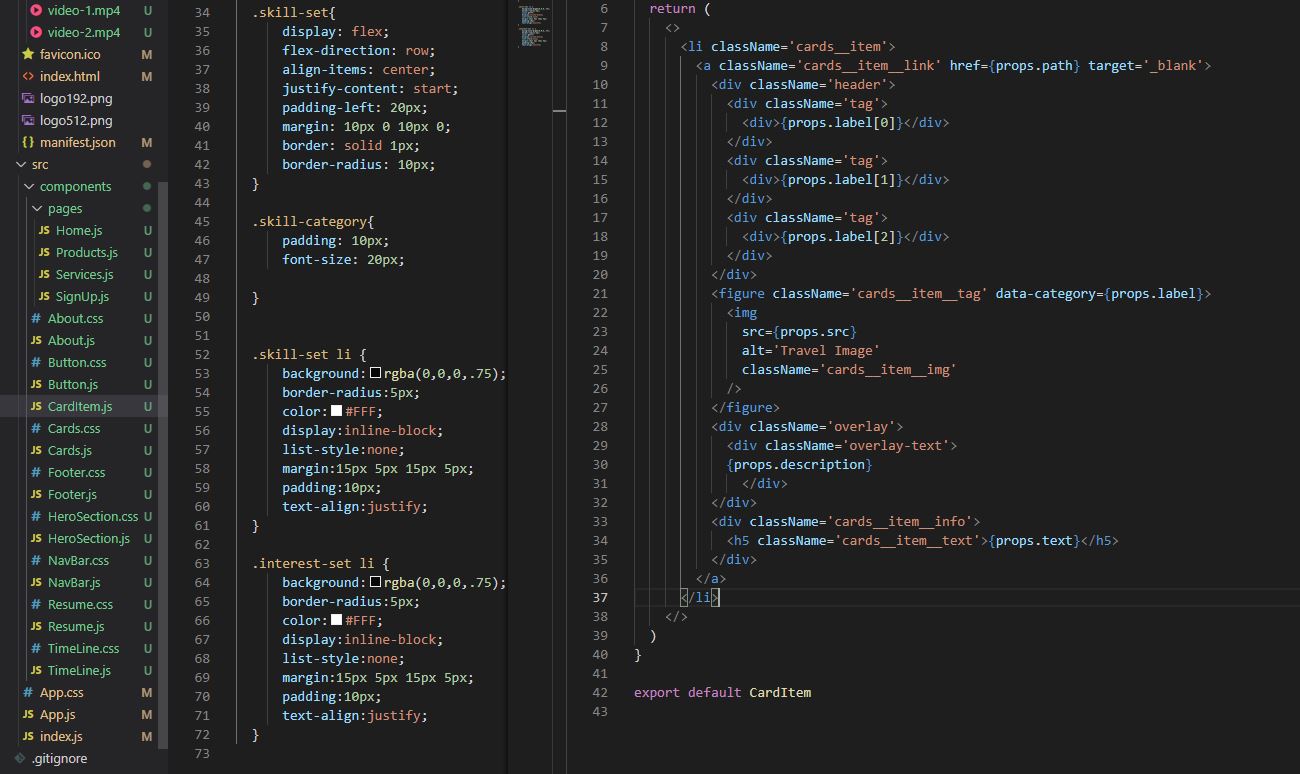 video-1.mp4 U
video-2.mp4 U
favicon.ico M
<> index.html M
logo192.png
logo512.png
{} manifest.json M
src
components
pages
JS Home.js U
JS Products.js U
JS Services.js U
JS SignUp.js U
# About.css U
JS About.js U
# Button.css U
JS Button.js U
JS CardItem.js U
# Cards.css U
JS Cards.js U
# Footer.css U
JS Footer.js U
# HeroSection.css U
JS HeroSection.js U
# NavBar.css U
JS NavBar.js U
# Resume.css U
JS Resume.js U
# TimeLine.css U
JS TimeLine.js U
# App.css M
JS App.js M
JS index.js M
.gitignore
34 .skill-set{
35 display: flex;
36 flex-direction: row;
37 align-items: center;
38 justify-content: start;
39 padding-left: 20px;
40 margin: 10px 0 10px 0;
41 border: solid 1px;
42 border-radius: 10px;
43 }
44
45 .skill-category{
46 padding: 10px;
47 font-size: 20px;
48
49 }
50
51
52 .skill-set li {
53 background:rgba(0,0,0,.75);
54 border-radius:5px;
55 color:#FFF;
56 display:inline-block;
57 list-style:none;
58 margin:15px 5px 15px 5px;
59 padding:10px;
60 text-align:justify;
61 }
62
63 .interest-set li {
64 background:rgba(0,0,0,.75);
65 border-radius:5px;
66 color:#FFF;
67 display:inline-block;
68 list-style:none;
69 margin:15px 5px 15px 5px;
70 padding:10px;
71 text-align:justify;
72 }
73
6 return (
7 <>
8 <li className='cards__item'>
9 <a className='cards__item__link' href={props.path} target='_blank'>
10 <div className='header'>
11 <div className='tag'>
12 <div>{props.label[0]}</div>
13 </div>
14 <div className='tag'>
15 <div>{props.label[1]}</div>
16 </div>
17 <div className='tag'>
18 <div>{props.label[2]}</div>
19 </div>
20 </div>
21 <figure className='cards__item__tag' data-category={props.label}>
22 <img
23 src={props.src}
24 alt='Travel Image'
25 className='cards__item__img'
26 />
27 </figure>
28 <div className='overlay'>
29 <div className='overlay-text'>
30 {props.description}
31 </div>
32 </div>
33 <div className='cards__item__info'>
34 <h5 className='cards__item__text'>{props.text}</h5>
35 </div>
36 </a>
37 </li>
38 </>
39 )
40 }
41
42 export default CardItem
43